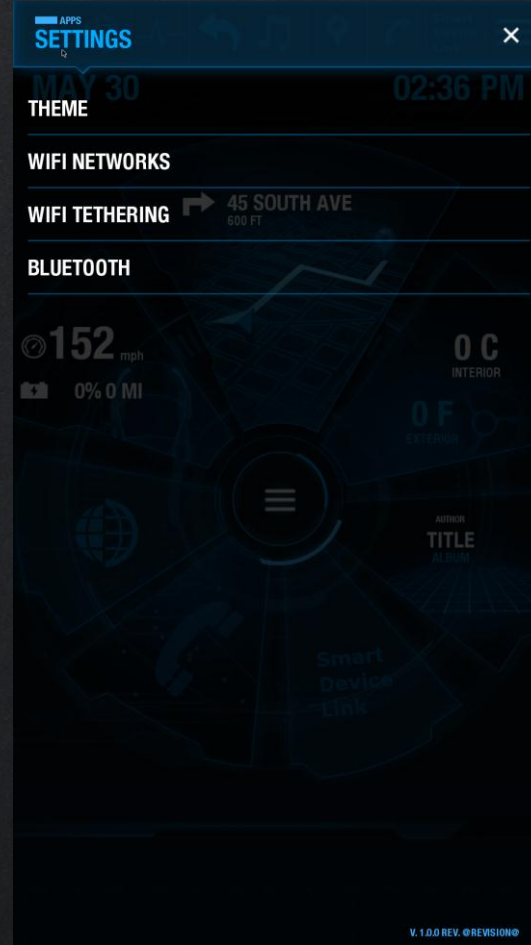 APPS
SETTINGS
MAY 30
02:36 PM
THEME
WIFI NETWORKS
WIFI TETHERING
45 SOUTH AVE
600 FT
BLUETOOTH
152 mph
0% 0 MI
0 C
INTERIOR
0 F
EXTERIOR
AUTHOR
TITLE
ALBUM
Smart
Device
Link
V. 1.0.0 REV. @REVISION@